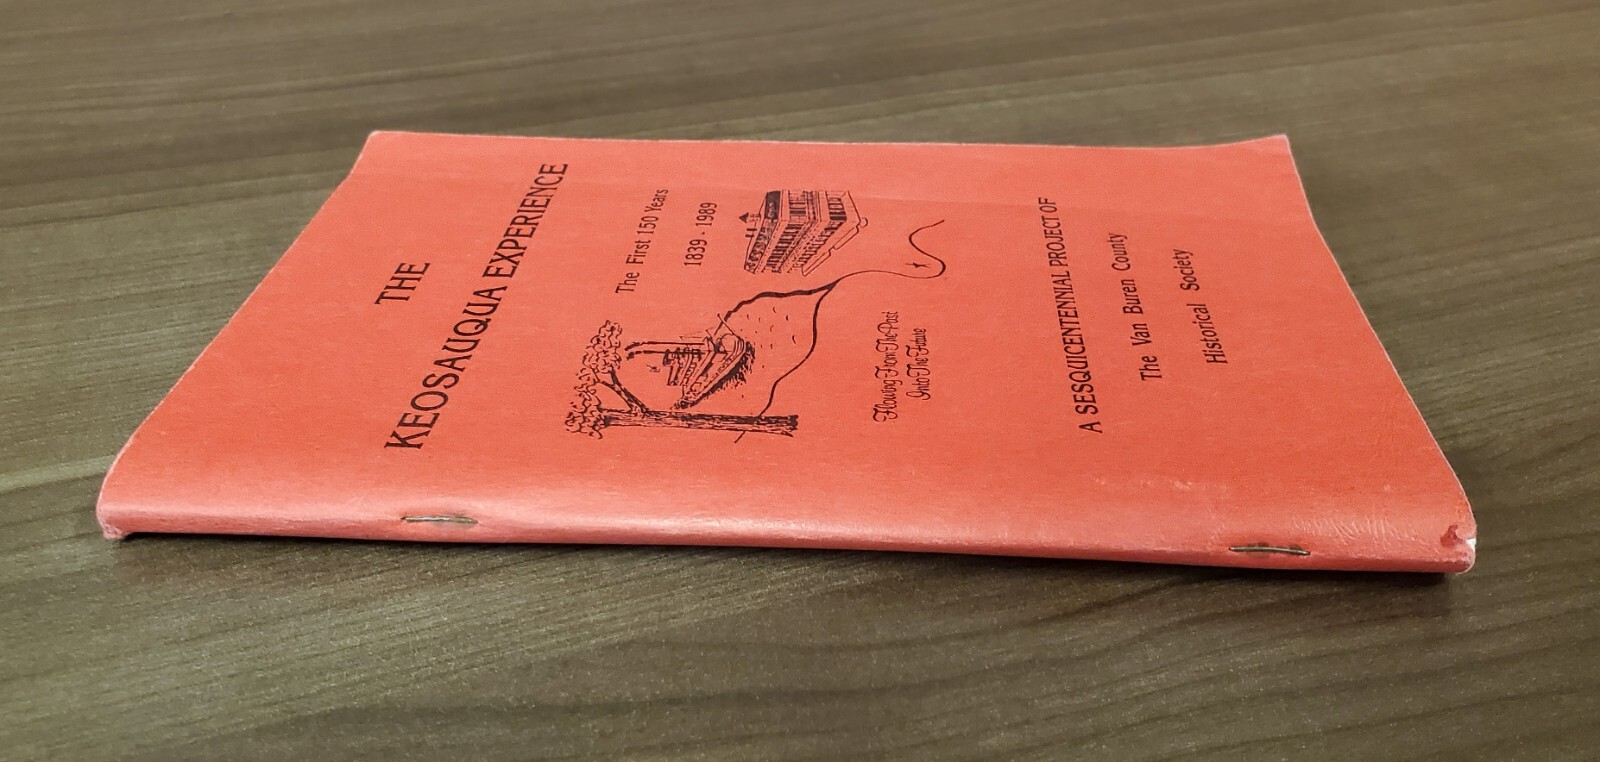 THE
KEOSAUQUA EXPERIENCE
The First 150 Years
1839 - 1989
Flowing From The Past
Into The Future
A SESQUICENTENNIAL PROJECT OF
The Van Buren County
Historical Society